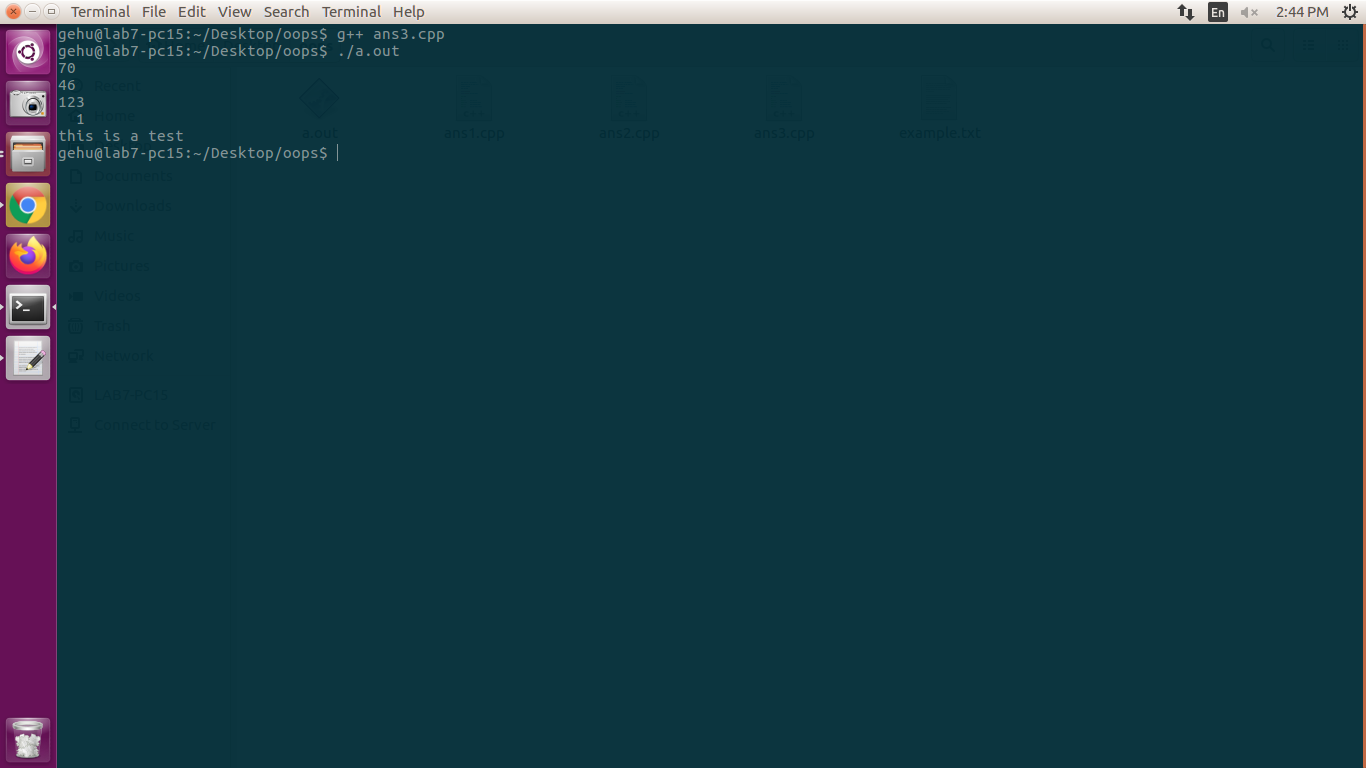 Terminal File Edit View Search Terminal Help En 2:44 PM
gehu@lab7-pc15:~/Desktop/oops$ g++ ans3.cpp
gehu@lab7-pc15:~/Desktop/oops$ ./a.out
70
46
123
  1
this is a test
gehu@lab7-pc15:~/Desktop/oops$
Recent
Home
Documents
Downloads
Music
Pictures
Videos
Trash
Network
LAB7-PC15
Connect to Server
a.out ans1.cpp ans2.cpp ans3.cpp example.txt